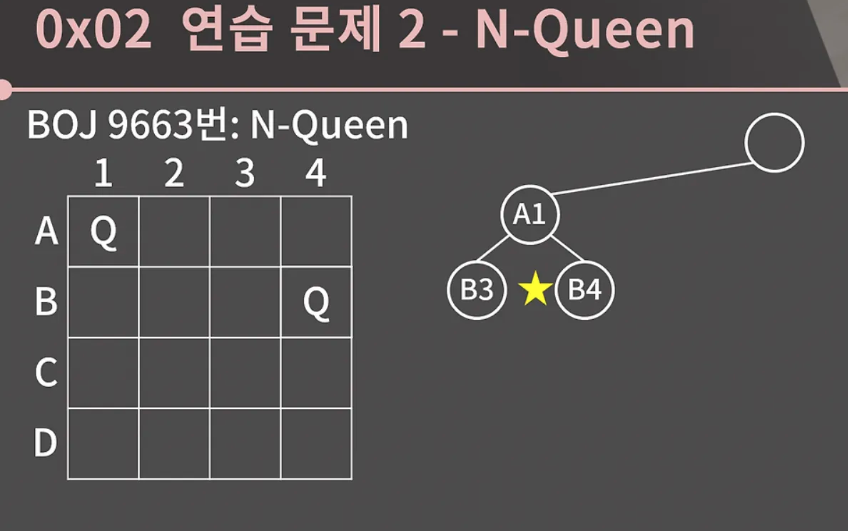 0x02 연습 문제 2 - N-Queen
BOJ 9663번: N-Queen
1 2 3 4
A Q
B Q
C
D
A1
B3 B4